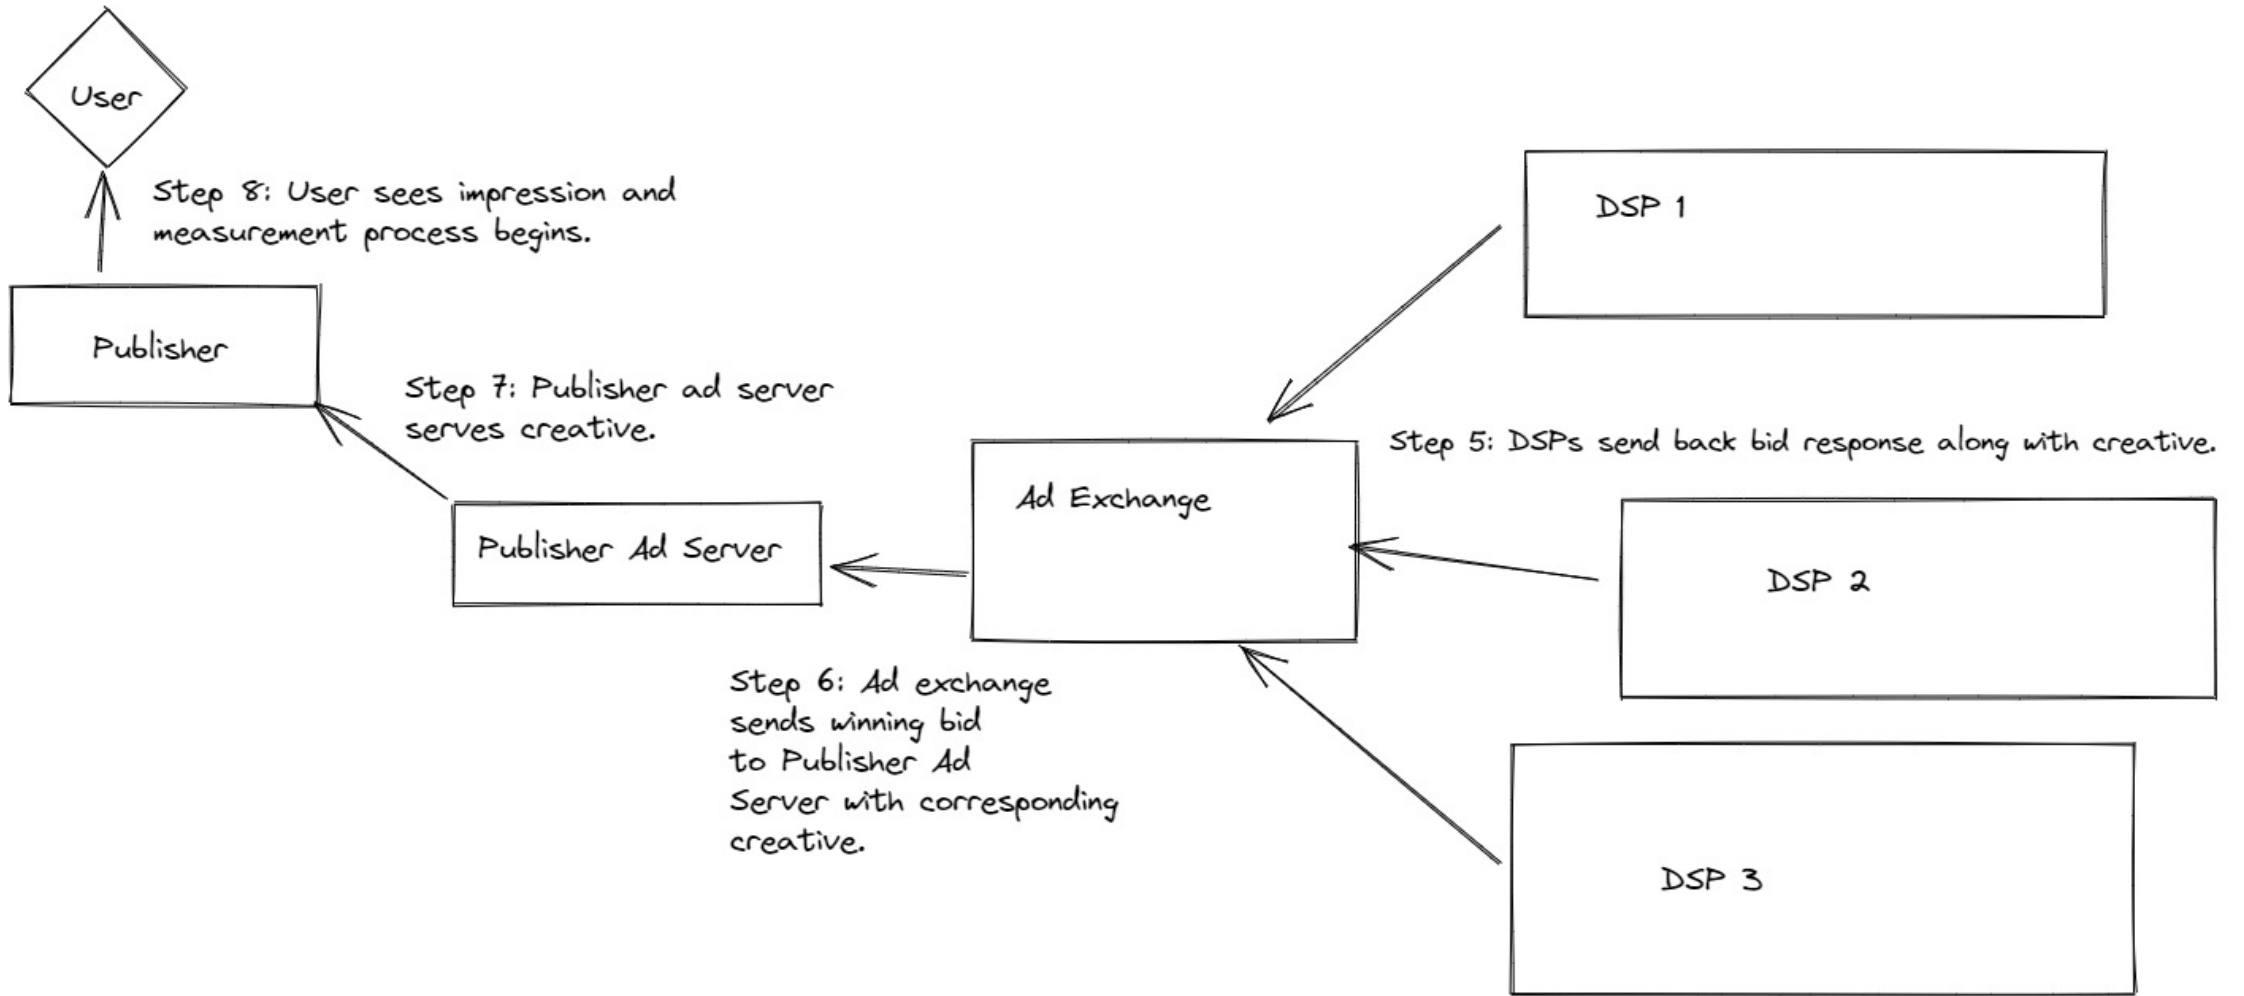 User
Step 8: User sees impression and
measurement process begins.
DSP 1
Publisher
Step 7: Publisher ad server
serves creative.
Step 5: DSPs send back bid response along with creative.
Ad Exchange
Publisher Ad Server
DSP 2
Step 6: Ad exchange
sends winning bid
to Publisher Ad
Server with corresponding
creative.
DSP 3